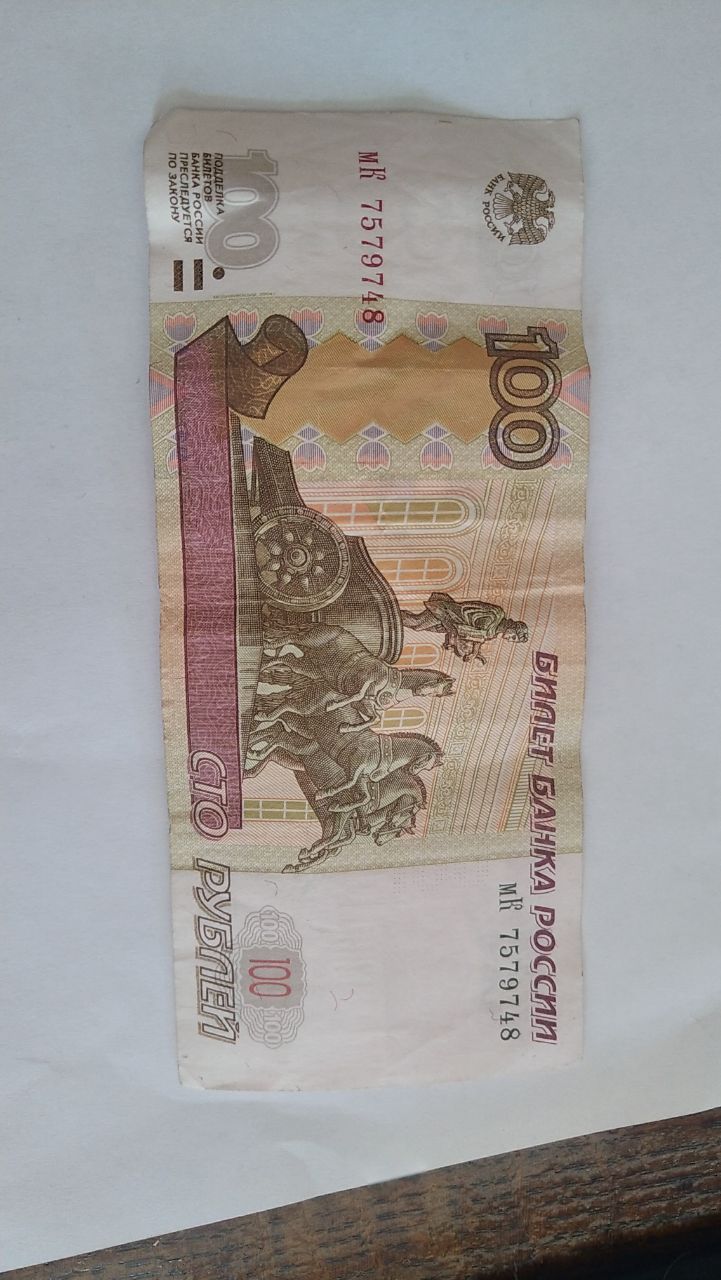 100
БИЛЕТ БАНКА РОССИИ
мК 7579748
БАНК РОССИИ
мК 7579748
100
ПОДДЕЛКА
БИЛЕТОВ
БАНКА РОССИИ
ПРЕСЛЕДУЕТСЯ
ПО ЗАКОНУ
100 100 100
СТО РУБЛЕЙ